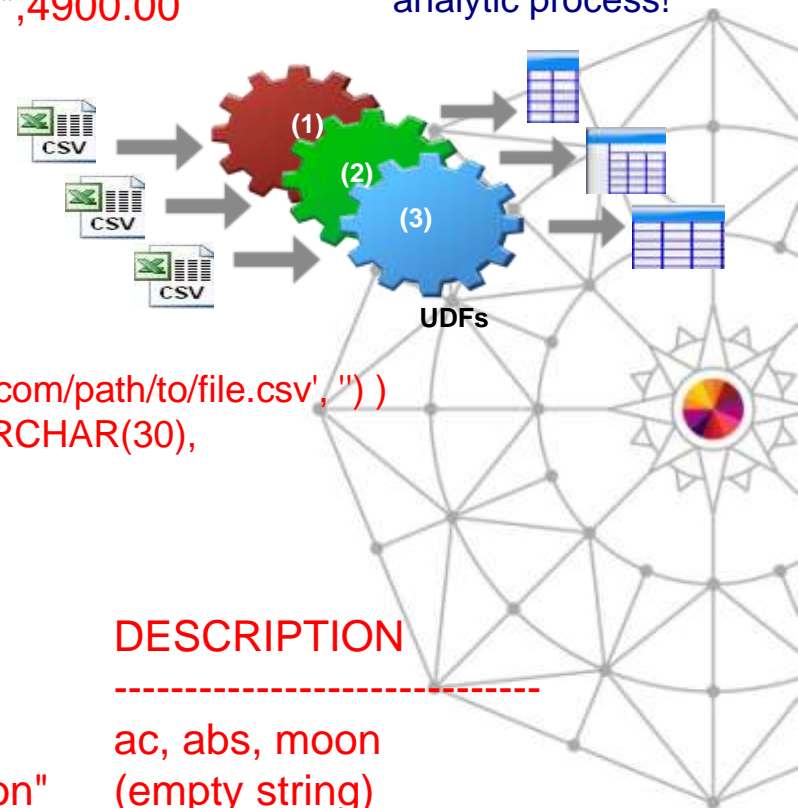 ",4900.00
analytic process!
(1)
CSV
(2)
CSV
(3)
CSV
UDFs
com/path/to/file.csv', '') )
RCHAR(30),
DESCRIPTION
------------------------------
ac, abs, moon
on" (empty string)